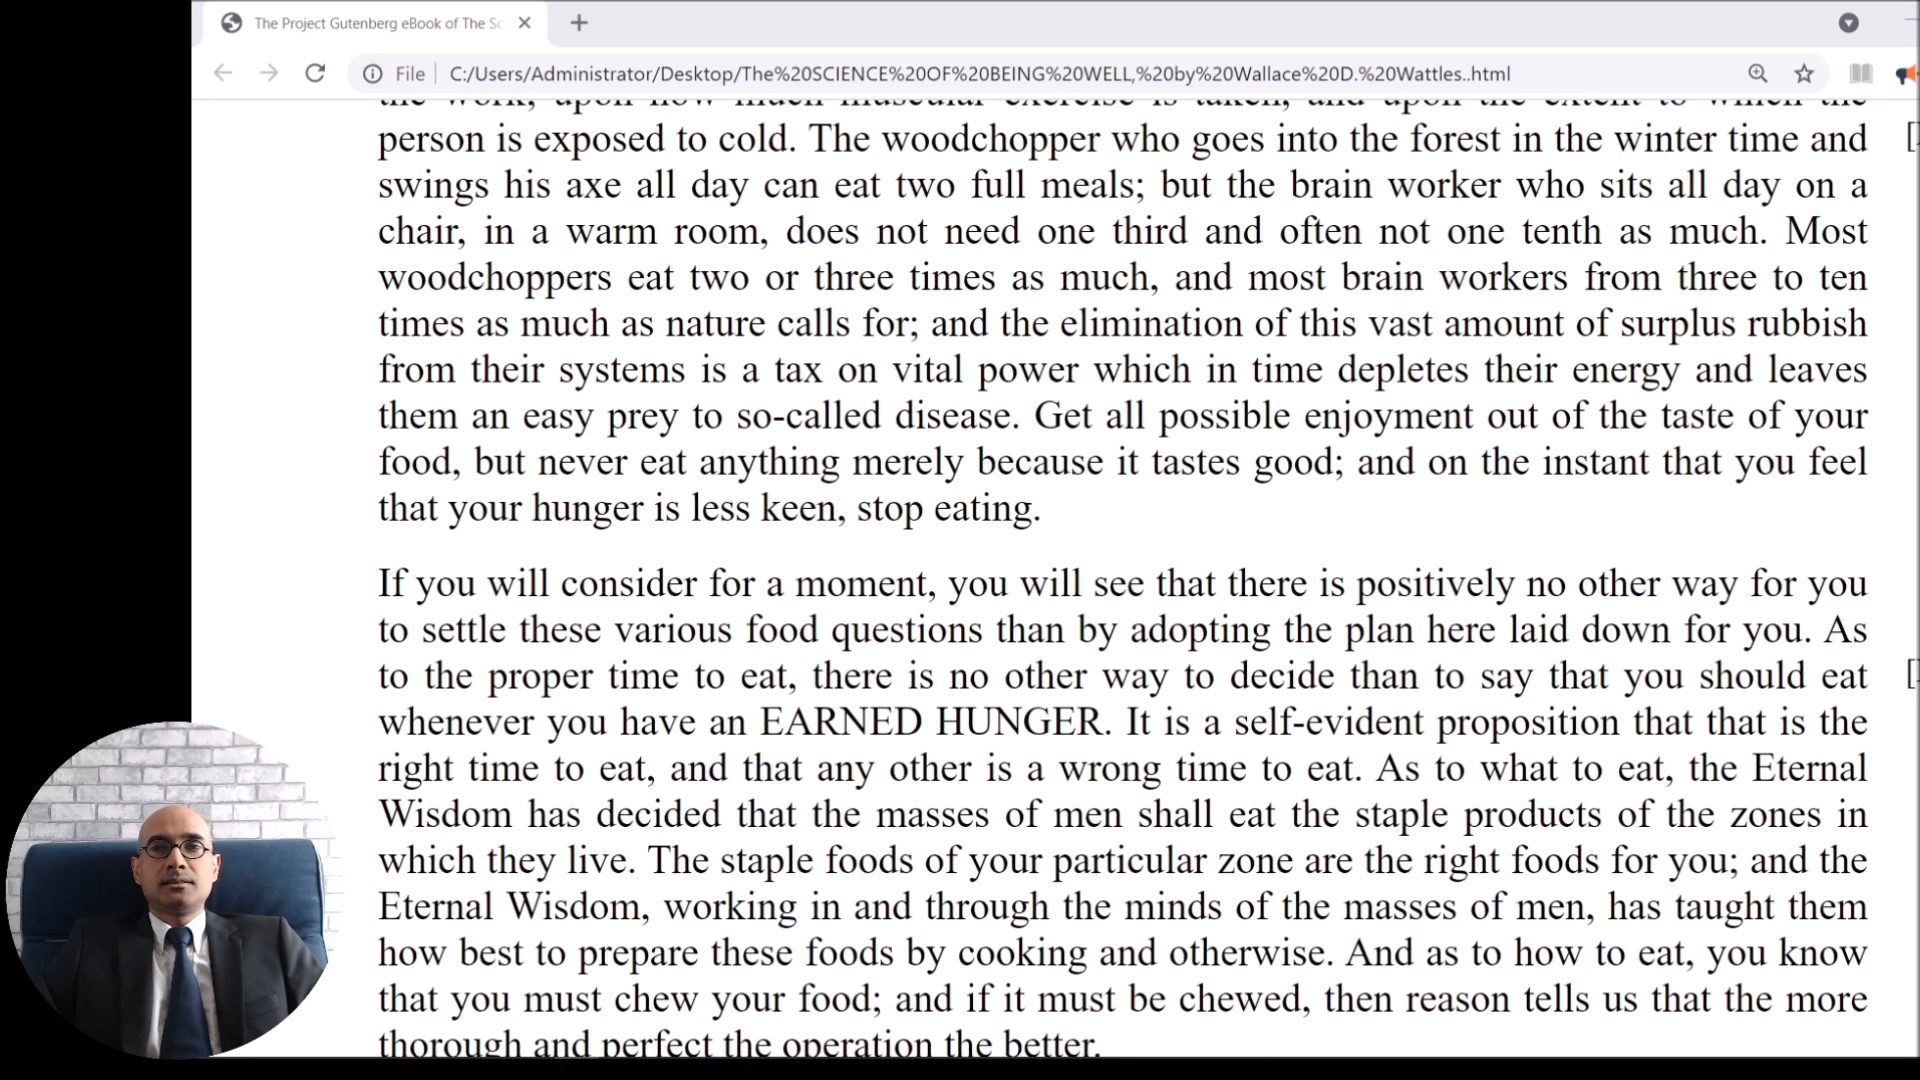 The Project Gutenberg eBook of The Sc
File
C:/Users/Administrator/Desktop/The%20SCIENCE%20OF%20BEING%20WELL,%20by%20Wallace%20D.%20Wattles..html
the work, upon how much muscular exercise is taken, and upon the extent to which the
person is exposed to cold. The woodchopper who goes into the forest in the winter time and
swings his axe all day can eat two full meals; but the brain worker who sits all day on a
chair, in a warm room, does not need one third and often not one tenth as much. Most
woodchoppers eat two or three times as much, and most brain workers from three to ten
times as much as nature calls for; and the elimination of this vast amount of surplus rubbish
from their systems is a tax on vital power which in time depletes their energy and leaves
them an easy prey to so-called disease. Get all possible enjoyment out of the taste of your
food, but never eat anything merely because it tastes good; and on the instant that you feel
that your hunger is less keen, stop eating.
If you will consider for a moment, you will see that there is positively no other way for you
to settle these various food questions than by adopting the plan here laid down for you. As
to the proper time to eat, there is no other way to decide than to say that you should eat
whenever you have an EARNED HUNGER. It is a self-evident proposition that that is the
right time to eat, and that any other is a wrong time to eat. As to what to eat, the Eternal
Wisdom has decided that the masses of men shall eat the staple products of the zones in
which they live. The staple foods of your particular zone are the right foods for you; and the
Eternal Wisdom, working in and through the minds of the masses of men, has taught them
how best to prepare these foods by cooking and otherwise. And as to how to eat, you know
that you must chew your food; and if it must be chewed, then reason tells us that the more
thorough and perfect the operation the better.